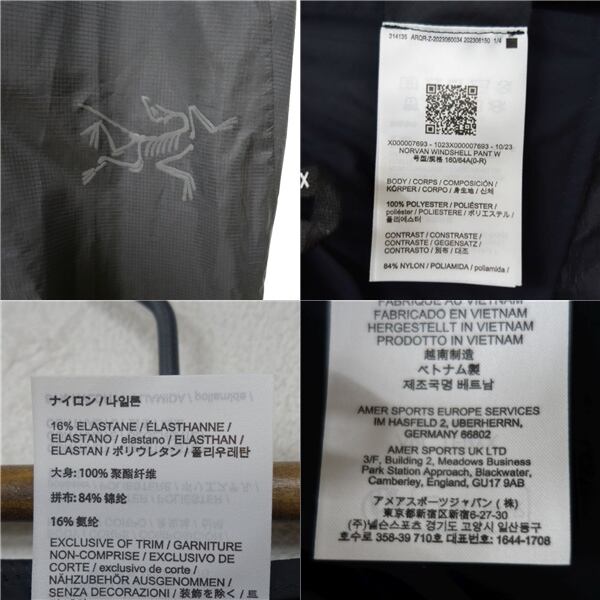 314135 ARQR-Z-2023060034 202308150 1/4
X000007693 - 1023X000007693 - 10/23
NORVAN WINDSHELL PANT W
号型/规格 160/64A(0-R)
BODY / CORPS / COMPOSICIÓN /
KÖRPER / CORPO / 身生地 / 신체
100% POLYESTER / POLIÉSTER /
poliéster / POLIESTERE / ポリエステル /
폴리에스터
CONTRAST / CONTRASTE /
CONTRASTE / GEGENSATZ /
CONTRASTO / 別布 / 대조
84% NYLON / POLIAMIDA / poliamida /
X
ナイロン / 나일론
16% ELASTANE / ÉLASTHANNE /
ELASTANO / elastano / ELASTHAN /
ELASTAN / ポリウレタン / 폴리우레탄
大身: 100% 聚酯纤维
拼布: 84% 锦纶
16% 氨纶
EXCLUSIVE OF TRIM / GARNITURE
NON-COMPRISE / EXCLUSIVO DE
CORTE / exclusivo de corte /
NÄHZUBEHÖR AUSGENOMMEN /
SENZA DECORAZIONI / 装飾を除く / 트
FABRIQUÉ AU VIETNAM
FABRICADO EN VIETNAM
HERGESTELLT IN VIETNAM
PRODOTTO IN VIETNAM
越南制造
ベトナム製
제조국명 베트남
AMER SPORTS EUROPE SERVICES
IM HASFELD 2, UBERHERRN,
GERMANY 66802
AMER SPORTS UK LTD
3/F, Building 2, Meadows Business
Park Station Approach, Blackwater,
Camberley, England, GU17 9AB
アメアスポーツジャパン (株)
東京都新宿区新宿6-27-30
(주)넬슨스포츠 경기도 고양시 일산동구
호수로 358-39 710호 대표번호: 1644-1708